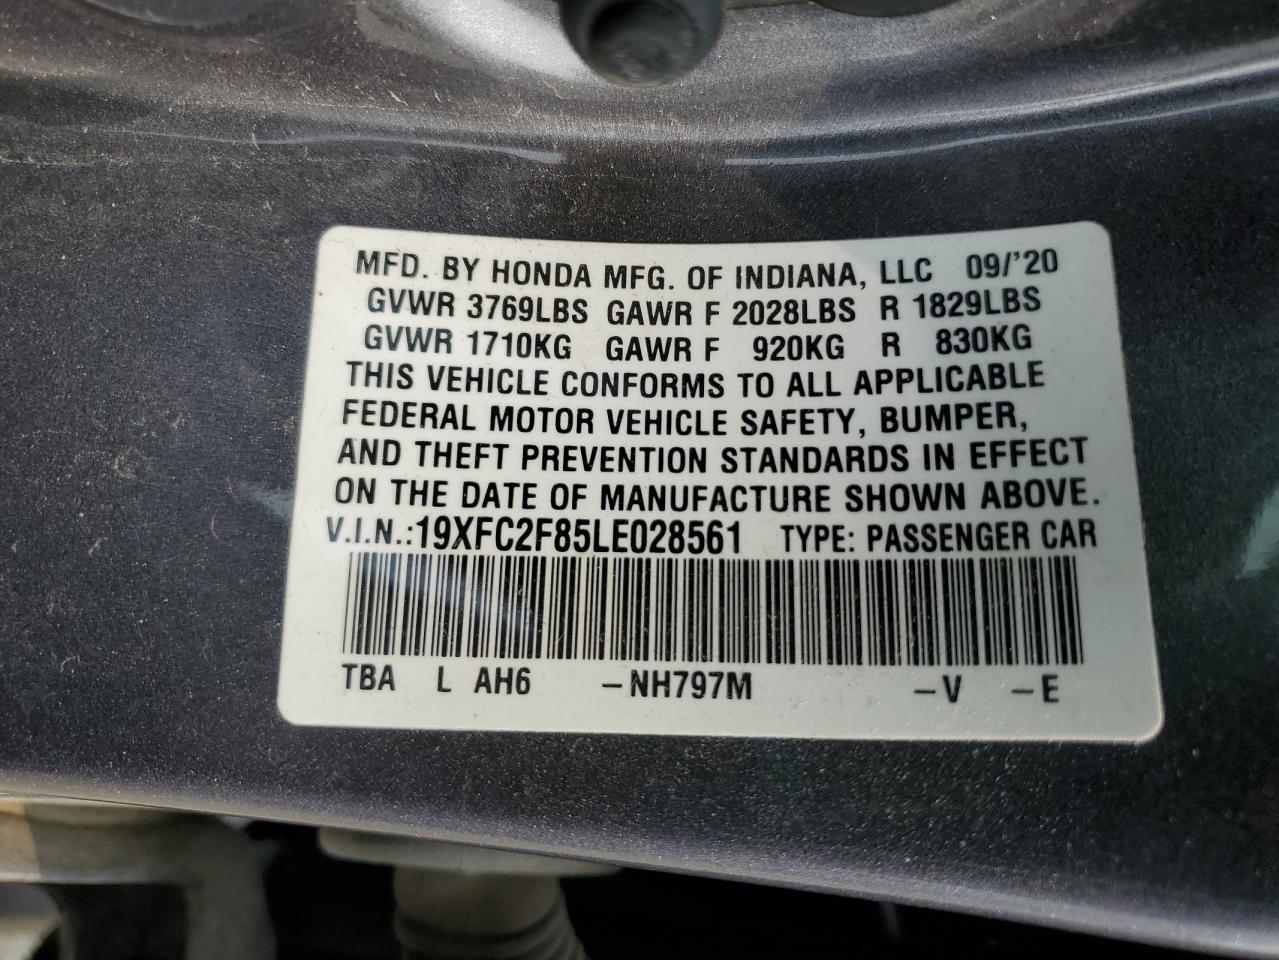 MFD. BY HONDA MFG. OF INDIANA, LLC 09/'20
GVWR 3769LBS GAWR F 2028LBS R 1829LBS
GVWR 1710KG GAWR F 920KG R 830KG
THIS VEHICLE CONFORMS TO ALL APPLICABLE
FEDERAL MOTOR VEHICLE SAFETY, BUMPER,
AND THEFT PREVENTION STANDARDS IN EFFECT
ON THE DATE OF MANUFACTURE SHOWN ABOVE.
V.I.N.:19XFC2F85LE028561 TYPE: PASSENGER CAR
TBA L AH6 –NH797M –V –E